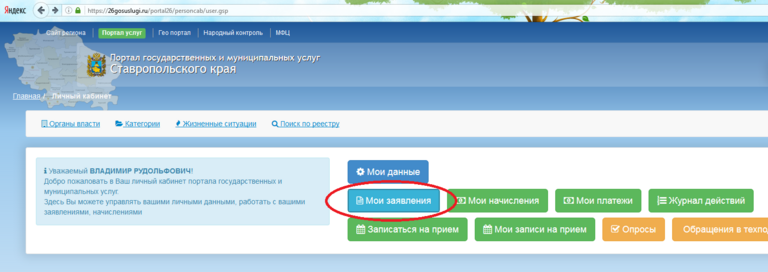 Яндекс
https://26gosuslugi.ru/portal26/personcab/user.gsp
Сайт региона Портал услуг Гео портал Народный контроль МФЦ
Портал государственных и муниципальных услуг
Ставропольского края
Главная / Личный кабинет
Органы власти Категории Жизненные ситуации Поиск по реестру
Уважаемый ВЛАДИМИР РУДОЛЬФОВИЧ!
Добро пожаловать в Ваш личный кабинет портала государственных и
муниципальных услуг.
Здесь Вы можете управлять вашими личными данными, работать с вашими
заявлениями, начислениями
Мои данные
Мои заявления Мои начисления Мои платежи Журнал действий
Записаться на прием Мои записи на прием Опросы Обращения в техпод